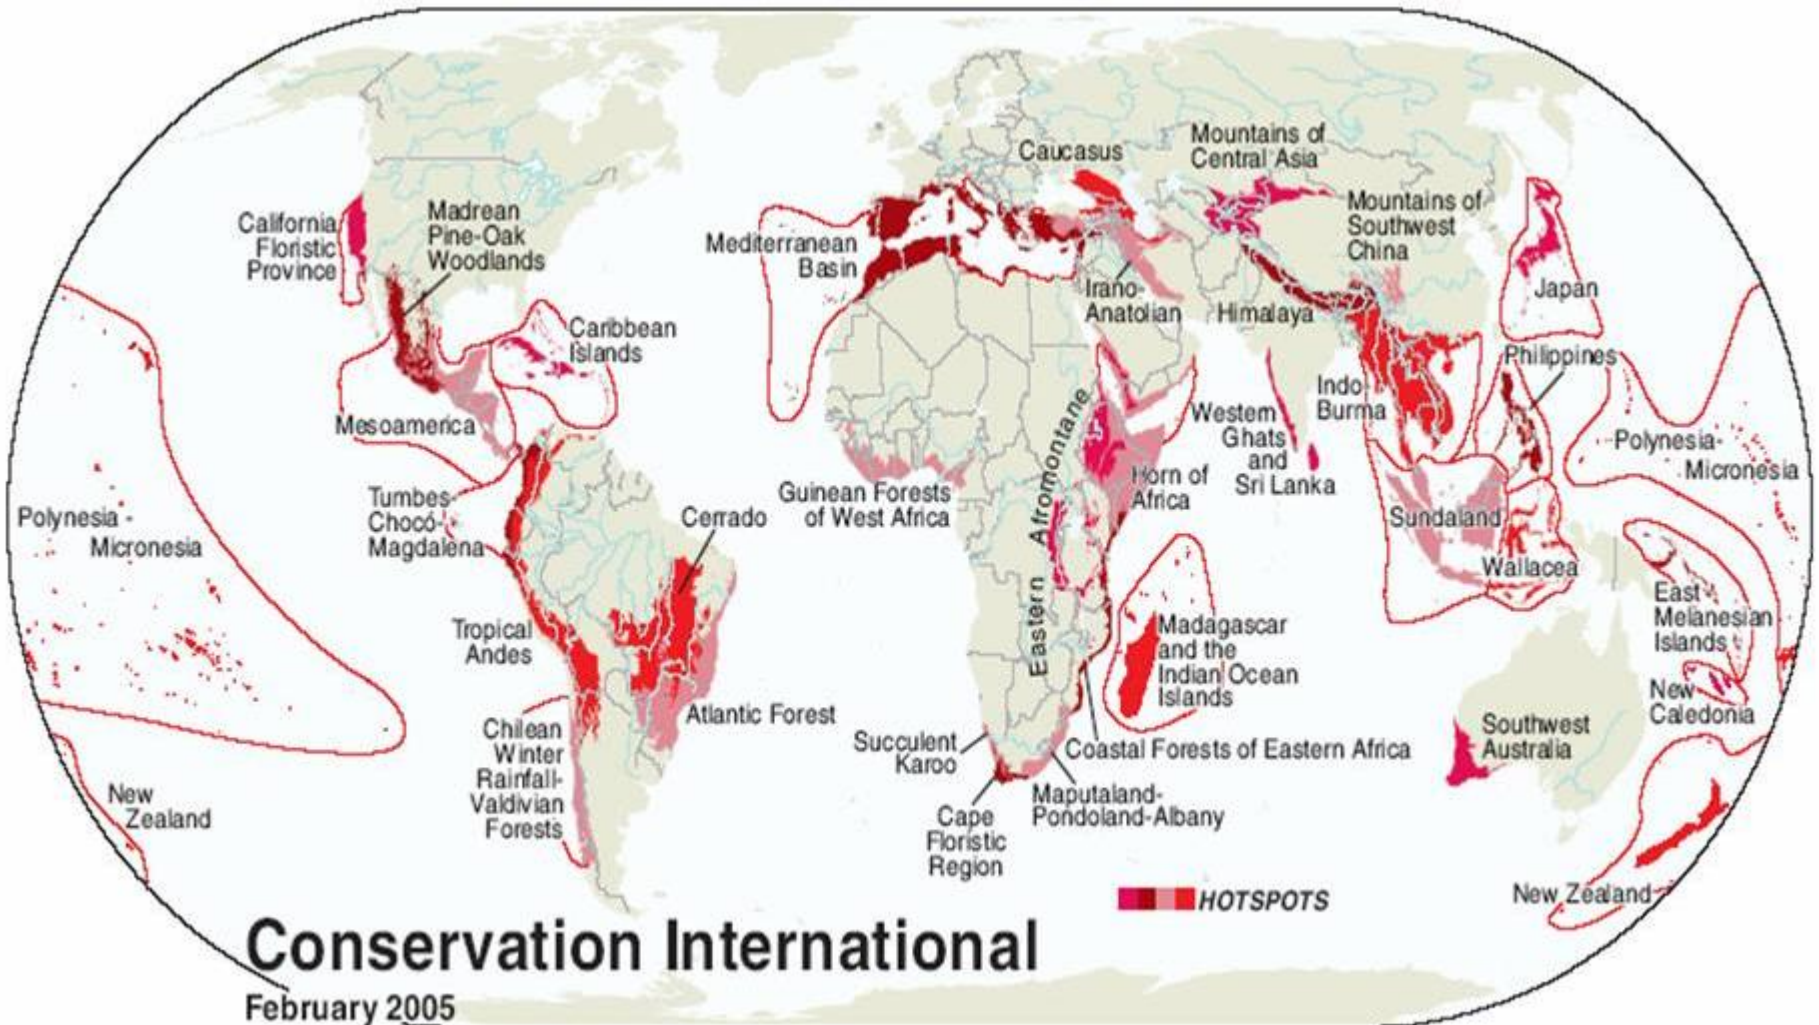 Caucasus
Mountains of
Central Asia
California
Floristic
Province
Madrean
Pine-Oak
Woodlands
Mediterranean
Basin
Mountains of
Southwest
China
Irano-
Anatolian
Himalaya
Japan
Caribbean
Islands
Philippines
Mesoamerica
Indo-
Burma
Western
Ghats
and
Sri Lanka
Polynesia-
Micronesia
Horn of
Africa
Guinean Forests
of West Africa
Eastern Afromontane
Tumbes-
Chocó-
Magdalena
Cerrado
Polynesia -
Micronesia
Sundaland
Wallacea
East
Melanesian
Islands
Tropical
Andes
Madagascar
and the
Indian Ocean
Islands
New
Caledonia
Atlantic Forest
Southwest
Australia
Chilean
Winter
Rainfall-
Valdivian
Forests
Succulent
Karoo
Coastal Forests of Eastern Africa
New
Zealand
Maputaland-
Pondoland-Albany
Cape
Floristic
Region
New Zealand
HOTSPOTS
Conservation International
February 2005